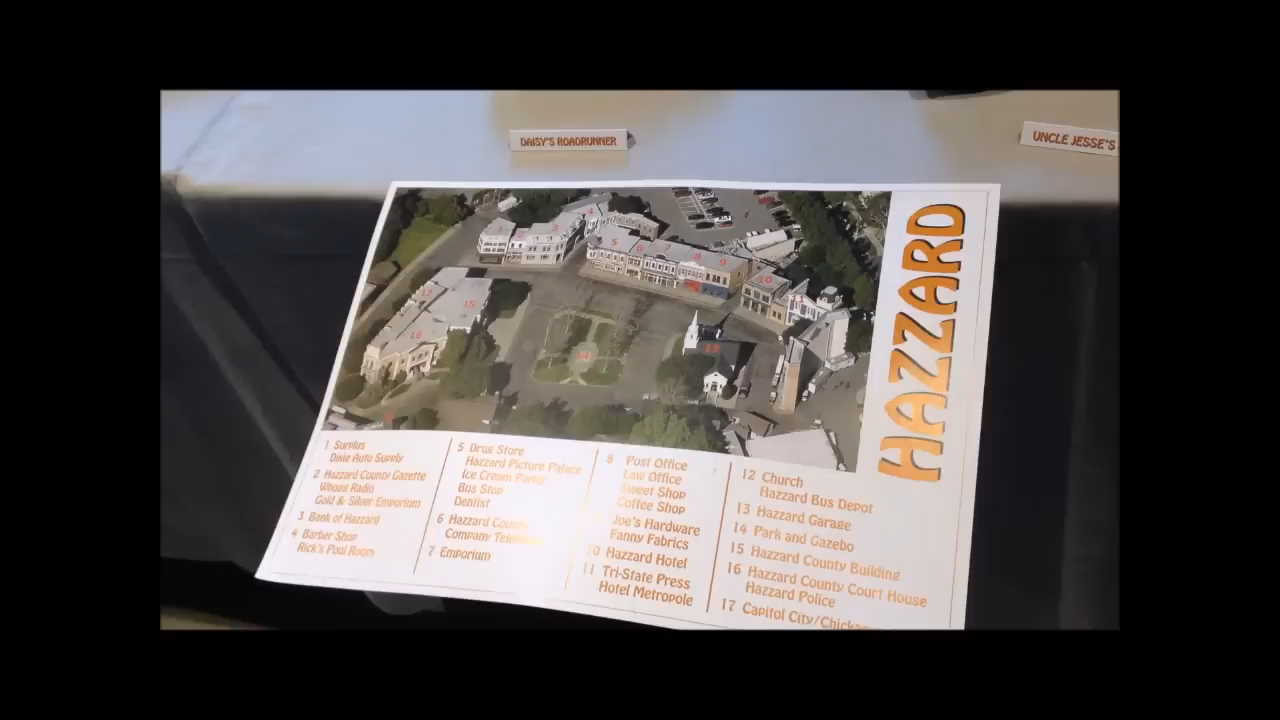 DAISY'S ROADRUNNER
UNCLE JESSE'S
HAZZARD
1 Surplus
Dixie Auto Supply
2 Hazzard County Gazette
Whogg Radio
Gold & Silver Emporium
3 Bank of Hazzard
4 Barber Shop
Rick's Pool Room
5 Drug Store
Hazzard Picture Palace
Ice Cream Parlor
Bus Stop
Dentist
6 Hazzard County
Company
7 Emporium
8 Post Office
Law Office
Sweet Shop
Coffee Shop
Joe's Hardware
Fanny Fabrics
10 Hazzard Hotel
11 Tri-State Press
Hotel Metropole
12 Church
Hazzard Bus Depot
13 Hazzard Garage
14 Park and Gazebo
15 Hazzard County Building
16 Hazzard County Court House
Hazzard Police
17 Capitol City/